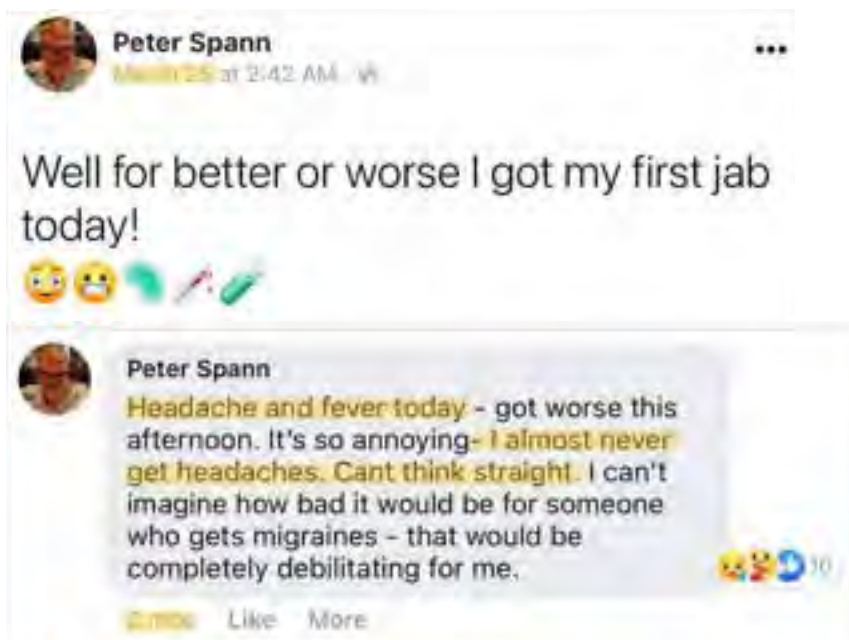 Peter Spann
March 25 at 2:42 AM
Well for better or worse I got my first jab
today!
Peter Spann
Headache and fever today - got worse this
afternoon. It's so annoying- I almost never
get headaches. Cant think straight. I can't
imagine how bad it would be for someone
who gets migraines - that would be
completely debilitating for me.
10
Like More